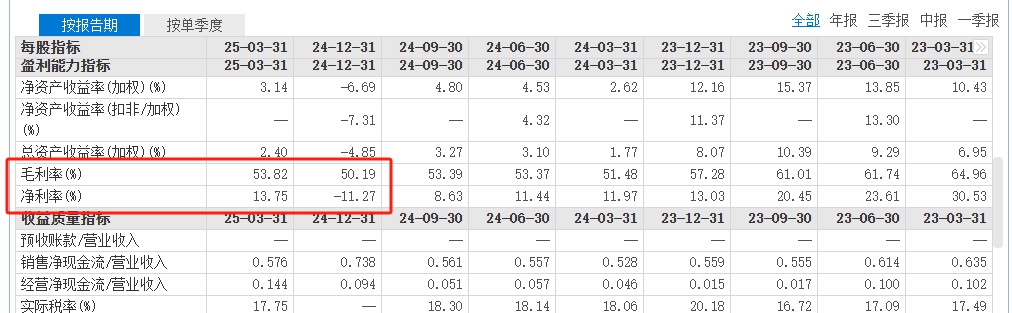 按报告期 按单季度 全部 年报 三季报 中报 一季报
每股指标 25-03-31 24-12-31 24-09-30 24-06-30 24-03-31 23-12-31 23-09-30 23-06-30 23-03-31 »
盈利能力指标 25-03-31 24-12-31 24-09-30 24-06-30 24-03-31 23-12-31 23-09-30 23-06-30 23-03-31
净资产收益率(加权)(%) 3.14 -6.69 4.80 4.53 2.62 12.16 15.37 13.85 10.43
净资产收益率(扣非/加权)
(%) — -7.31 — 4.32 — 11.37 — 13.30 —
总资产收益率(加权)(%) 2.40 -4.85 3.27 3.10 1.77 8.07 10.39 9.29 6.95
毛利率(%) 53.82 50.19 53.39 53.37 51.48 57.28 61.01 61.74 64.96
净利率(%) 13.75 -11.27 8.63 11.44 11.97 13.03 20.45 23.61 30.53
收益质量指标 25-03-31 24-12-31 24-09-30 24-06-30 24-03-31 23-12-31 23-09-30 23-06-30 23-03-31
预收账款/营业收入 — — — — — — — — —
销售净现金流/营业收入 0.576 0.738 0.561 0.557 0.528 0.559 0.555 0.614 0.635
经营净现金流/营业收入 0.144 0.094 0.051 0.057 0.046 0.015 0.017 0.100 0.102
实际税率(%) 17.75 — 18.30 18.14 18.06 20.18 16.72 17.09 17.49